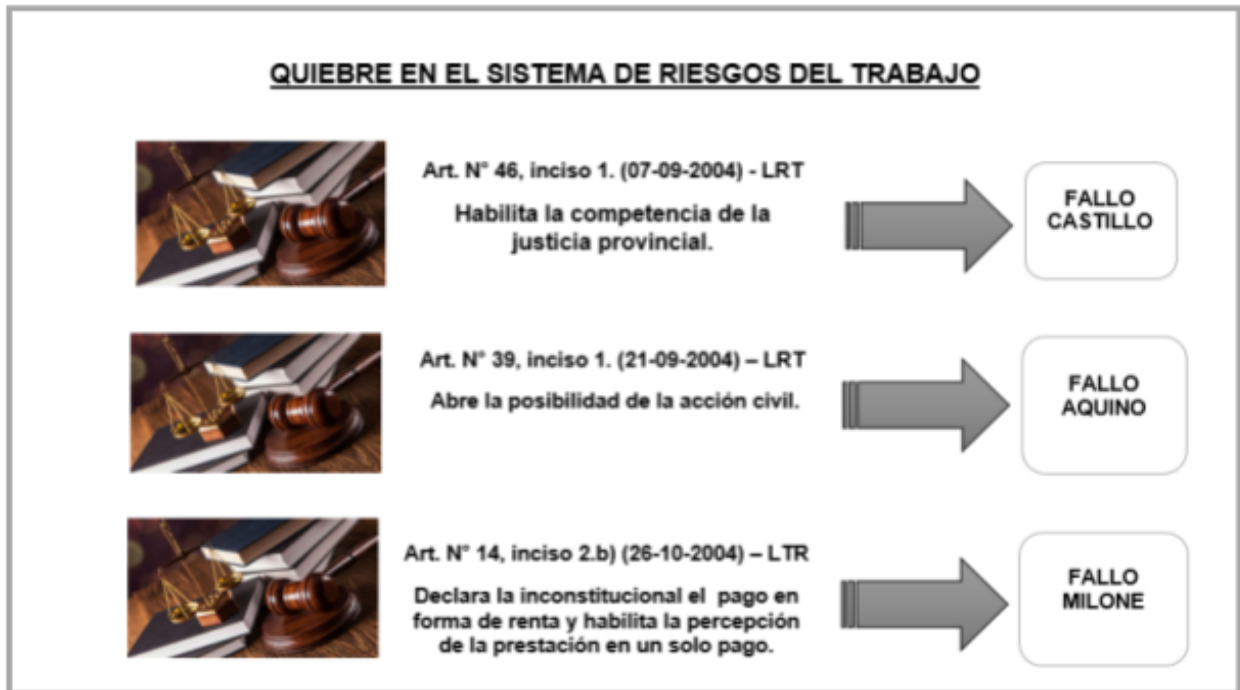 QUIEBRE EN EL SISTEMA DE RIESGOS DEL TRABAJO
Art. N° 46, inciso 1. (07-09-2004) - LRT
Habilita la competencia de la
justicia provincial.
FALLO
CASTILLO
Art. N° 39, inciso 1. (21-09-2004) – LRT
Abre la posibilidad de la acción civil.
FALLO
AQUINO
Art. N° 14, inciso 2.b) (26-10-2004) – LTR
Declara la inconstitucional el pago en
forma de renta y habilita la percepción
de la prestación en un solo pago.
FALLO
MILONE